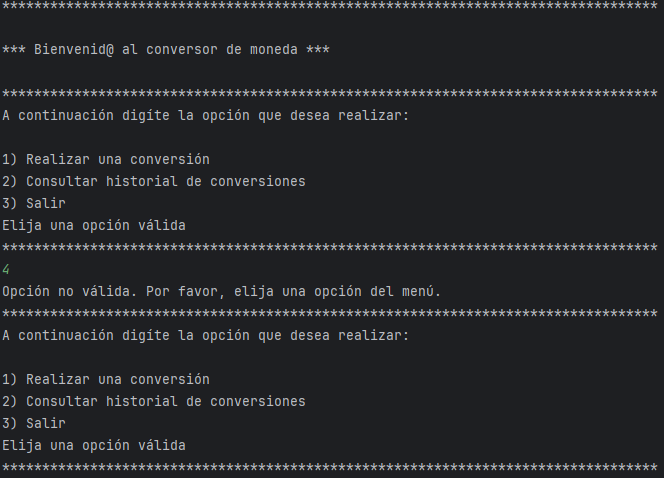 **********************************************************************************
*** Bienvenid@ al conversor de moneda ***
**********************************************************************************
A continuación digíte la opción que desea realizar:
1) Realizar una conversión
2) Consultar historial de conversiones
3) Salir
Elija una opción válida
**********************************************************************************
4
Opción no válida. Por favor, elija una opción del menú.
**********************************************************************************
A continuación digíte la opción que desea realizar:
1) Realizar una conversión
2) Consultar historial de conversiones
3) Salir
Elija una opción válida
**********************************************************************************